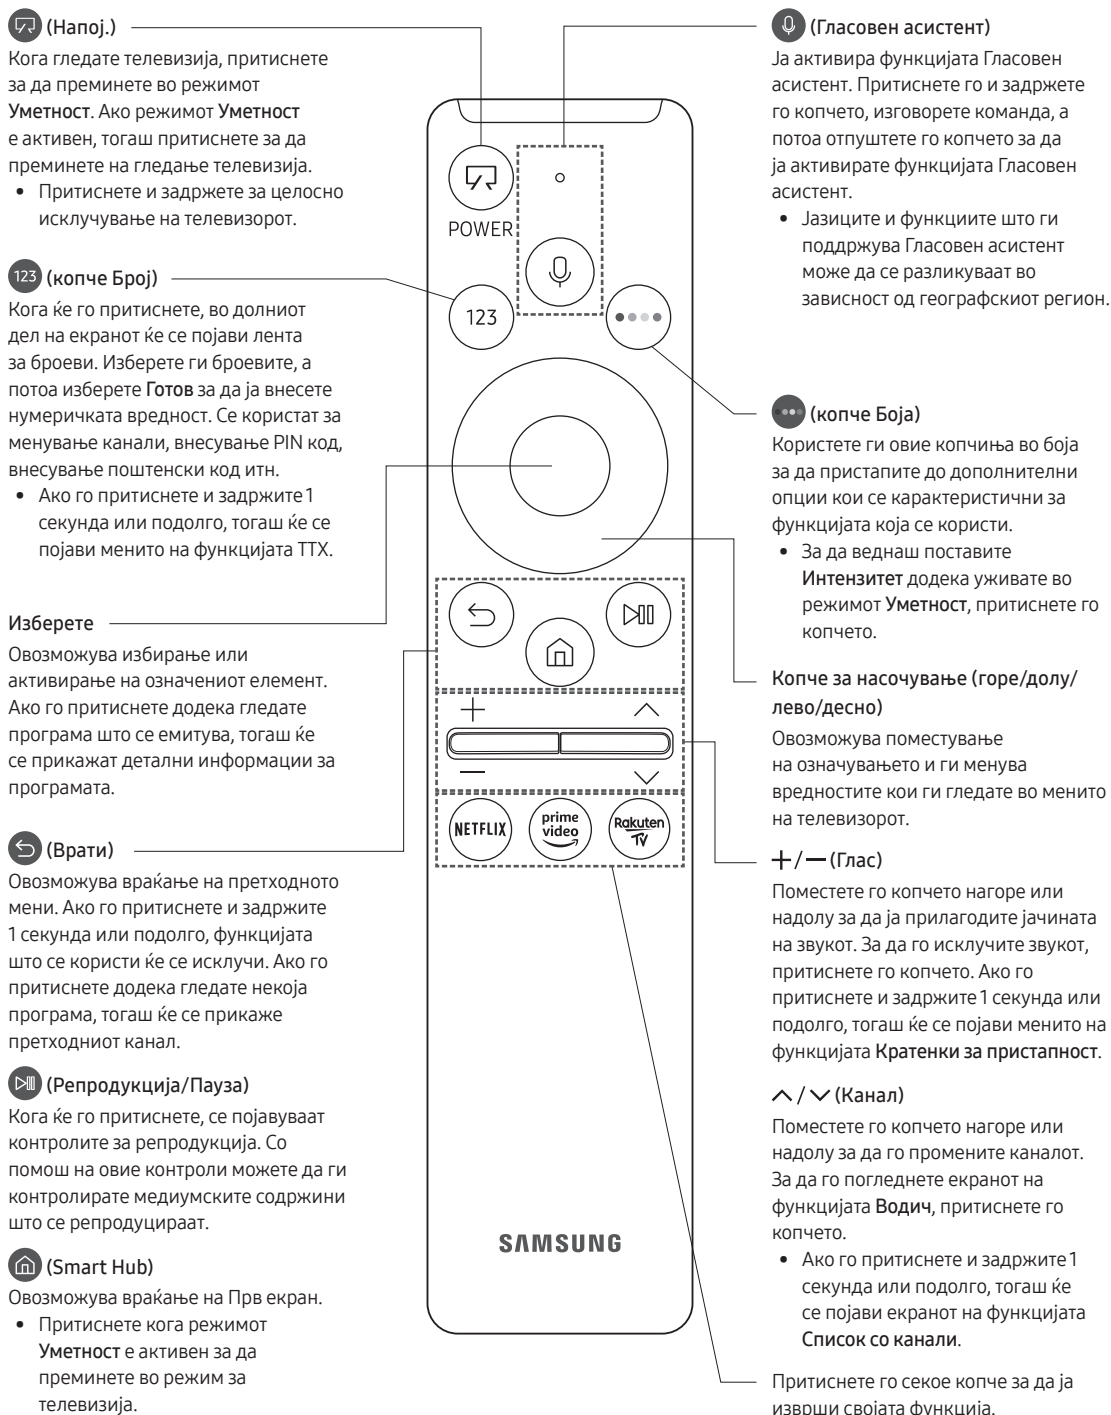 (Напој.)
Кога гледате телевизија, притиснете
за да преминете во режимот
Уметност. Ако режимот Уметност
е активен, тогаш притиснете за да
преминете на гледање телевизија.
• Притиснете и задржете за целосно
исклучување на телевизорот.
123 (копче Број)
Кога ќе го притиснете, во долниот
дел на екранот ќе се појави лента
за броеви. Изберете ги броевите, а
потоа изберете Готов за да ја внесете
нумеричката вредност. Се користат за
менување канали, внесување PIN код,
внесување поштенски код итн.
• Ако го притиснете и задржите 1
секунда или подолго, тогаш ќе се
појави менито на функцијата TTX.
Изберете
Овозможува избирање или
активирање на означениот елемент.
Ако го притиснете додека гледате
програма што се емитува, тогаш ќе
се прикажат детални информации за
програмата.
(Врати)
Овозможува враќање на претходното
мени. Ако го притиснете и задржите
1 секунда или подолго, функцијата
што се користи ќе се исклучи. Ако го
притиснете додека гледате некоја
програма, тогаш ќе се прикаже
претходниот канал.
(Репродукција/Пауза)
Кога ќе го притиснете, се појавуваат
контролите за репродукција. Со
помош на овие контроли можете да ги
контролирате медиумските содржини
што се репродуцираат.
(Smart Hub)
Овозможува враќање на Прв екран.
• Притиснете кога режимот
Уметност е активен за да
преминете во режим за
телевизија.
POWER
123
NETFLIX
prime
video
Rakuten
TV
SAMSUNG
(Гласовен асистент)
Ја активира функцијата Гласовен
асистент. Притиснете го и задржете
го копчето, изговорете команда, а
потоа отпуштете го копчето за да
ја активирате функцијата Гласовен
асистент.
• Јазиците и функциите што ги
поддржува Гласовен асистент
може да се разликуваат во
зависност од географскиот регион.
(копче Боја)
Користете ги овие копчиња во боја
за да пристапите до дополнителни
опции кои се карактеристични за
функцијата која се користи.
• За да веднаш поставите
Интензитет додека уживате во
режимот Уметност, притиснете го
копчето.
Копче за насочување (горе/долу/
лево/десно)
Овозможува поместување
на означувањето и ги менува
вредностите кои ги гледате во менито
на телевизорот.
+/— (Глас)
Поместете го копчето нагоре или
надолу за да ја прилагодите јачината
на звукот. За да го исклучите звукот,
притиснете го копчето. Ако го
притиснете и задржите 1 секунда или
подолго, тогаш ќе се појави менито на
функцијата Кратенки за пристапност.
/ (Канал)
Поместете го копчето нагоре или
надолу за да го промените каналот.
За да го погледнете екранот на
функцијата Водич, притиснете го
копчето.
• Ако го притиснете и задржите 1
секунда или подолго, тогаш ќе
се појави екранот на функцијата
Список со канали.
Притиснете го секое копче за да ја
изврши својата функција.